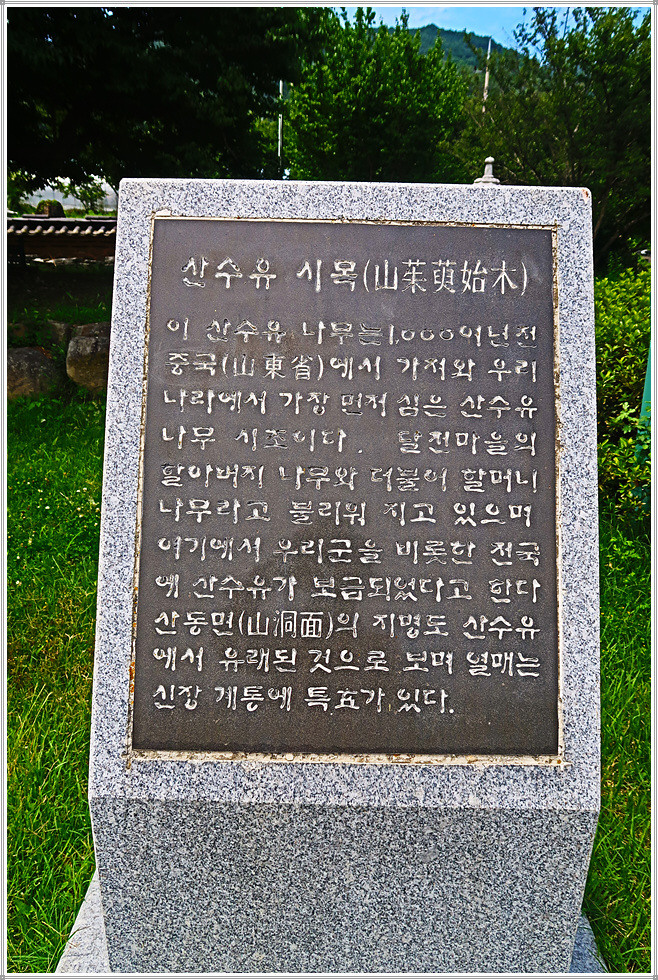 산수유 시목(山茱萸始木)
이 산수유 나무는1,000여년전
중국(山東省)에서 가져와 우리
나라에서 가장 먼저 심은 산수유
나무 시조이다. 달전마을의
할아버지 나무와 더불어 할머니
나무라고 불리워 지고 있으며
여기에서 우리군을 비롯한 전국
에 산수유가 보급되었다고 한다
산동면(山洞面)의 지명도 산수유
에서 유래된 것으로 보며 열매는
신장 계통에 특효가 있다.